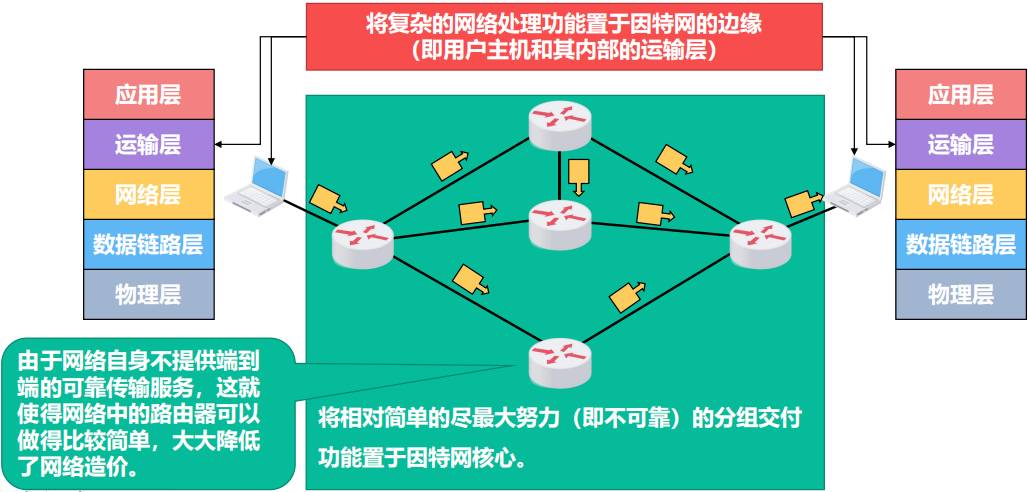 将复杂的网络处理功能置于因特网的边缘
（即用户主机和其内部的运输层）
应用层
运输层
网络层
数据链路层
物理层
应用层
运输层
网络层
数据链路层
物理层
由于网络自身不提供端到
端的可靠传输服务，这就
使得网络中的路由器可以
做得比较简单，大大降低
了网络造价。
将相对简单的尽最大努力（即不可靠）的分组交付
功能置于因特网核心。